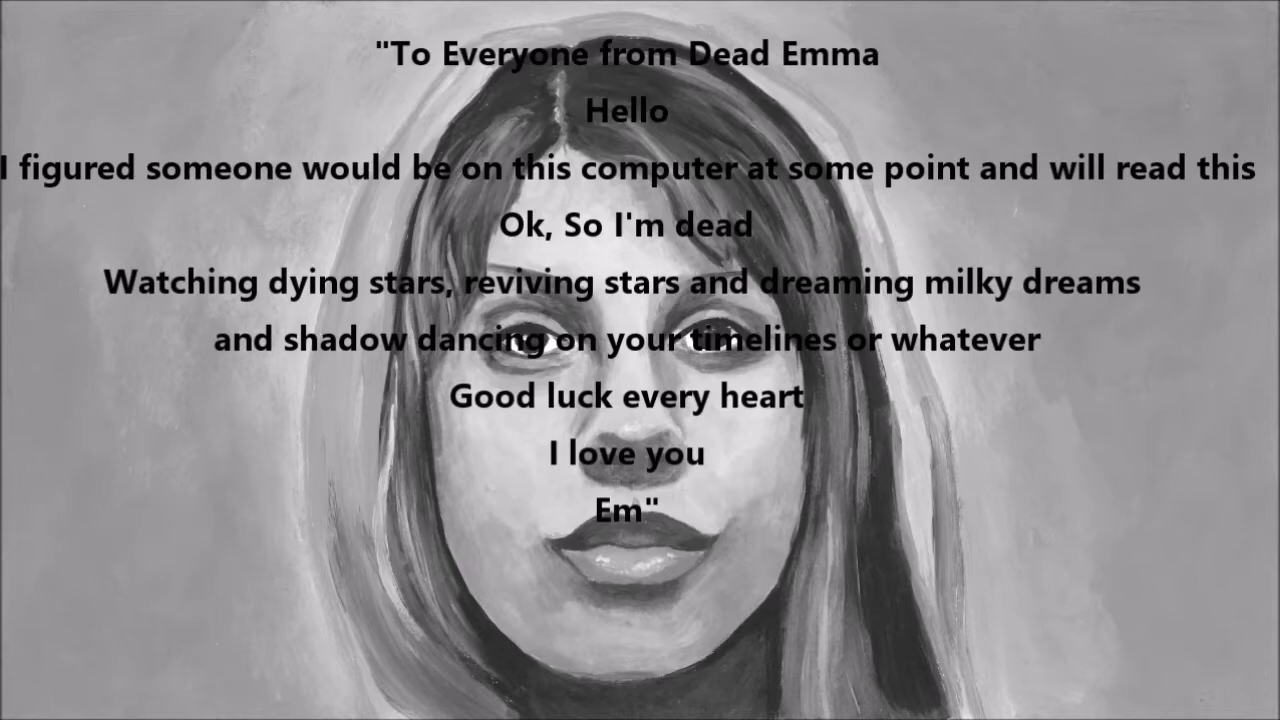 "To Everyone from Dead Emma
Hello
I figured someone would be on this computer at some point and will read this
Ok, So I'm dead
Watching dying stars, reviving stars and dreaming milky dreams
and shadow dancing on your timelines or whatever
Good luck every heart
I love you
Em"